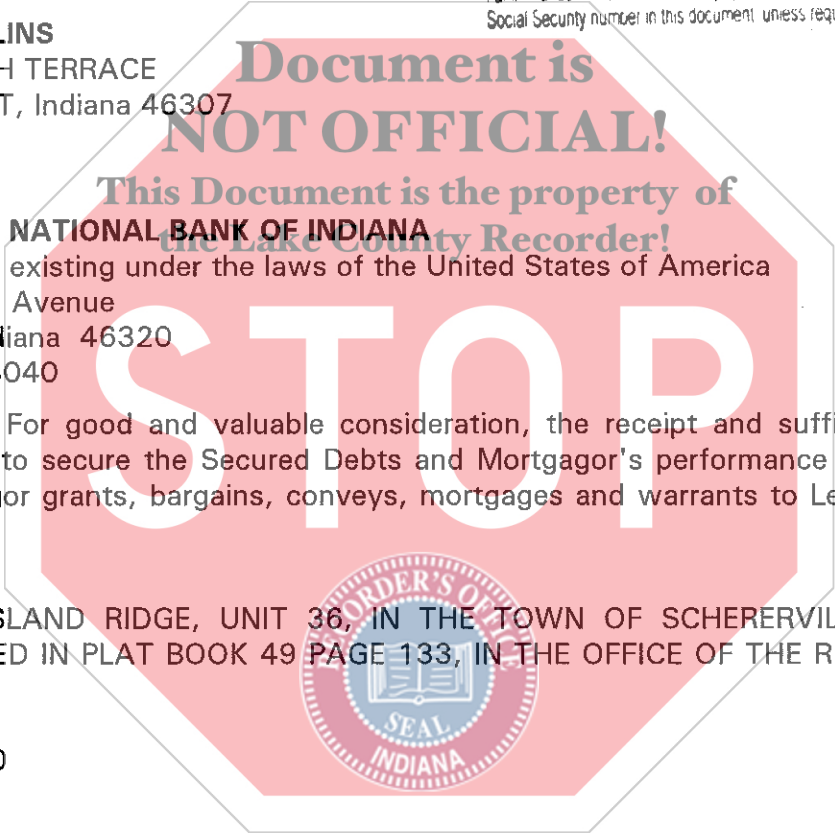 Social Security number in this document unless requ
LINS
H TERRACE
T, Indiana 46307
Document is
NOT OFFICIAL!
This Document is the property of
the Lake County Recorder!
NATIONAL BANK OF INDIANA
existing under the laws of the United States of America
Avenue
diana 46320
040
For good and valuable consideration, the receipt and suffi
to secure the Secured Debts and Mortgagor's performance
or grants, bargains, conveys, mortgages and warrants to Le
STOP
SLAND RIDGE, UNIT 36, IN THE TOWN OF SCHERERVIL
ED IN PLAT BOOK 49 PAGE 133, IN THE OFFICE OF THE R
RECORDER'S OFFICE
SEAL
INDIANA